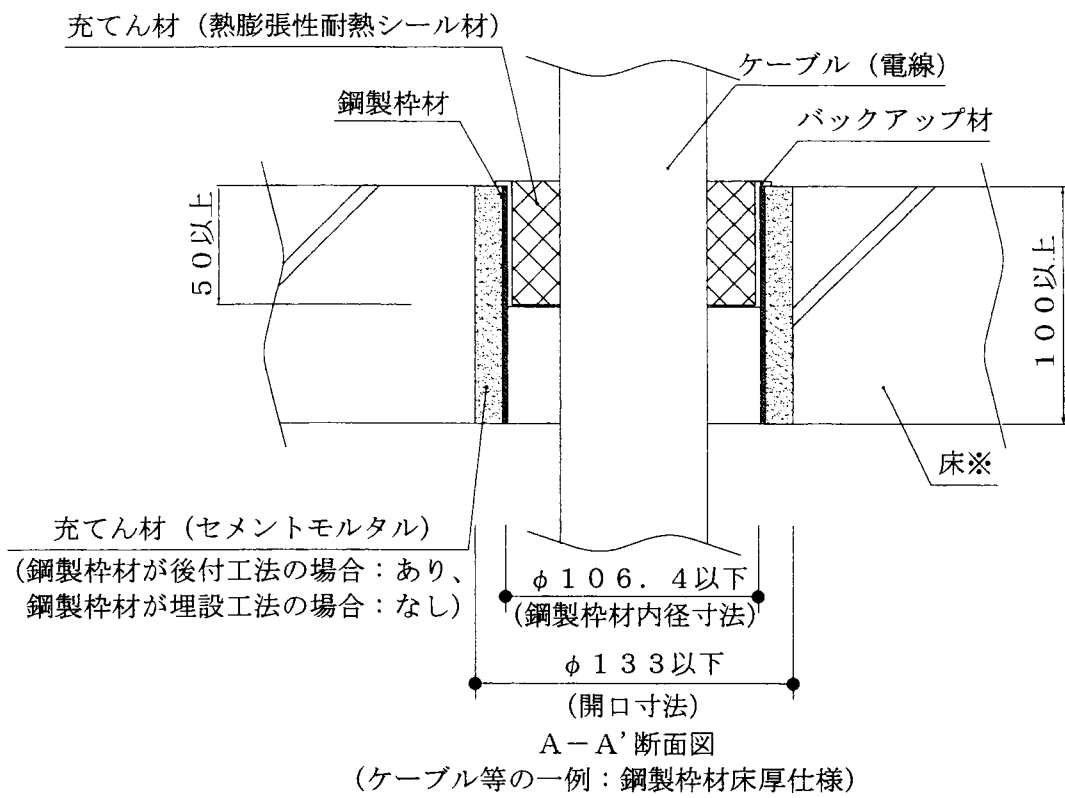 充てん材（熱膨張性耐熱シール材）
ケーブル（電線）
鋼製枠材
バックアップ材
５０以上
１００以上
床※
充てん材（セメントモルタル）
（鋼製枠材が後付工法の場合：あり、
鋼製枠材が埋設工法の場合：なし）
φ１０６．４以下
（鋼製枠材内径寸法）
φ１３３以下
（開口寸法）
Ａ－Ａ’断面図
（ケーブル等の一例：鋼製枠材床厚仕様）